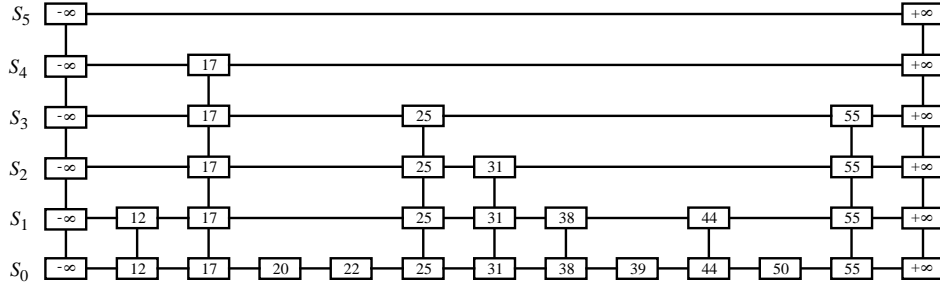 S5 -∞ +∞
S4 -∞ 17 +∞
S3 -∞ 17 25 55 +∞
S2 -∞ 17 25 31 55 +∞
S1 -∞ 12 17 25 31 38 44 55 +∞
S0 -∞ 12 17 20 22 25 31 38 39 44 50 55 +∞